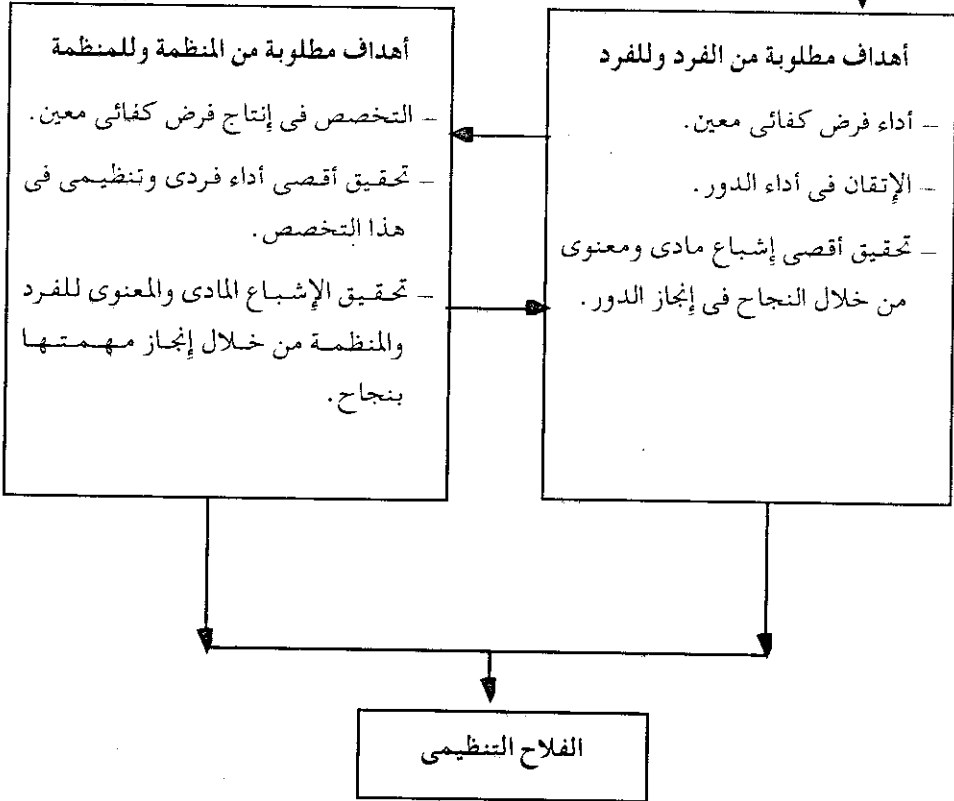 أهداف مطلوبة من الفرد وللفرد
– أداء فرض كفائى معين.
– الإتقان فى أداء الدور.
– تحقيق أقصى إشباع مادى ومعنوى
من خلال النجاح فى إنجاز الدور.
أهداف مطلوبة من المنظمة وللمنظمة
– التخصص فى إنتاج فرض كفائى معين.
– تحقيق أقصى أداء فردى وتنظيمى فى
هذا التخصص.
– تحقيق الإشباع المادى والمعنوى للفرد
والمنظمة من خلال إنجاز مهمتها
بنجاح.
الفلاح التنظيمى